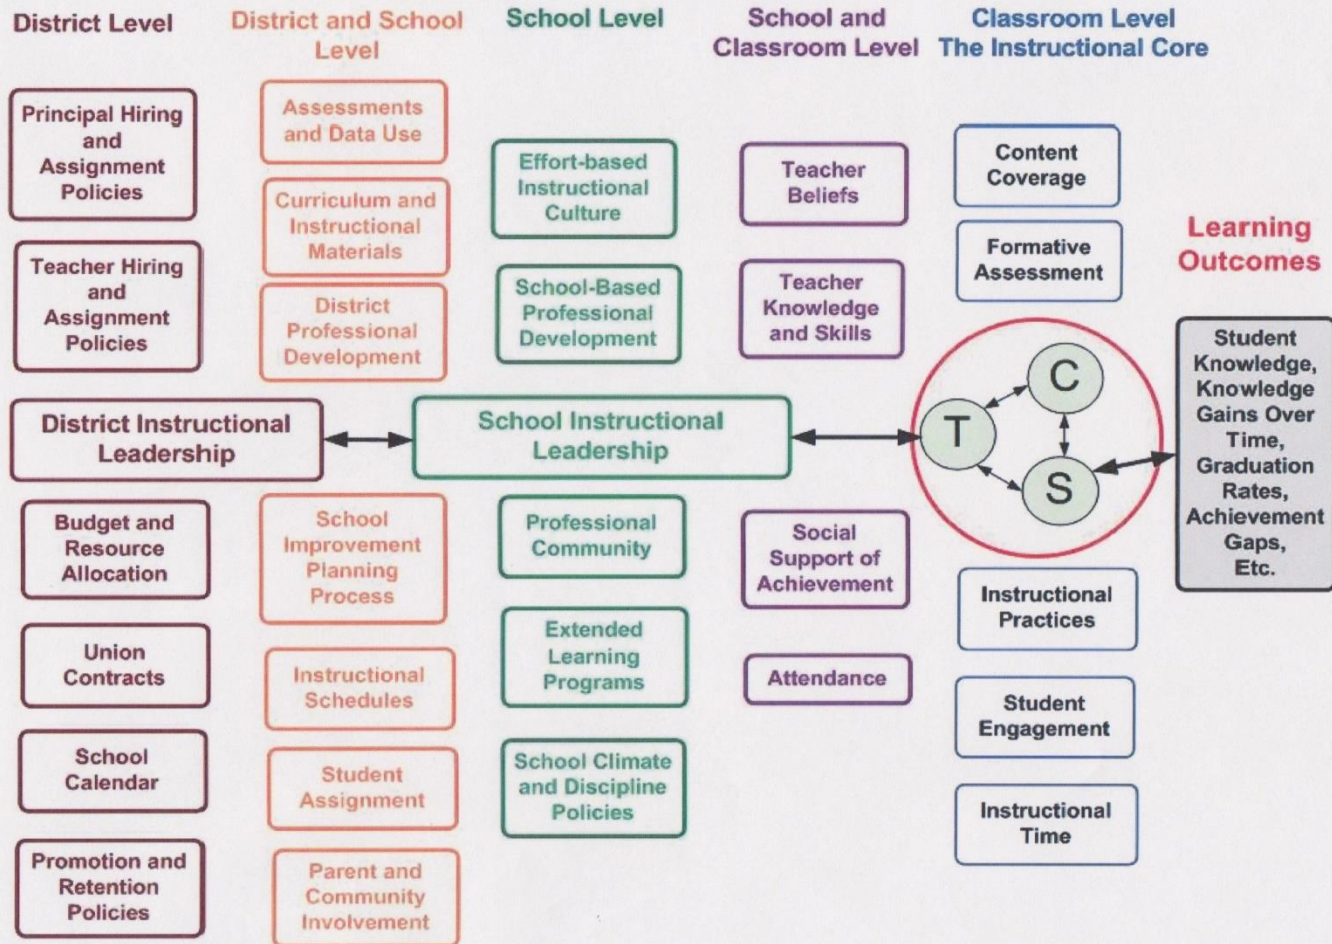 District Level
District and School
Level
School Level
School and
Classroom Level
Classroom Level
The Instructional Core
Principal Hiring
and
Assignment
Policies
Teacher Hiring
and
Assignment
Policies
District Instructional
Leadership
Budget and
Resource
Allocation
Union
Contracts
School
Calendar
Promotion and
Retention
Policies
Assessments
and Data Use
Curriculum and
Instructional
Materials
District
Professional
Development
School
Improvement
Planning
Process
Instructional
Schedules
Student
Assignment
Parent and
Community
Involvement
Effort-based
Instructional
Culture
School-Based
Professional
Development
School Instructional
Leadership
Professional
Community
Extended
Learning
Programs
School Climate
and Discipline
Policies
Teacher
Beliefs
Teacher
Knowledge
and Skills
Social
Support of
Achievement
Attendance
Content
Coverage
Formative
Assessment
C
T
S
Instructional
Practices
Student
Engagement
Instructional
Time
Learning
Outcomes
Student
Knowledge,
Knowledge
Gains Over
Time,
Graduation
Rates,
Achievement
Gaps,
Etc.